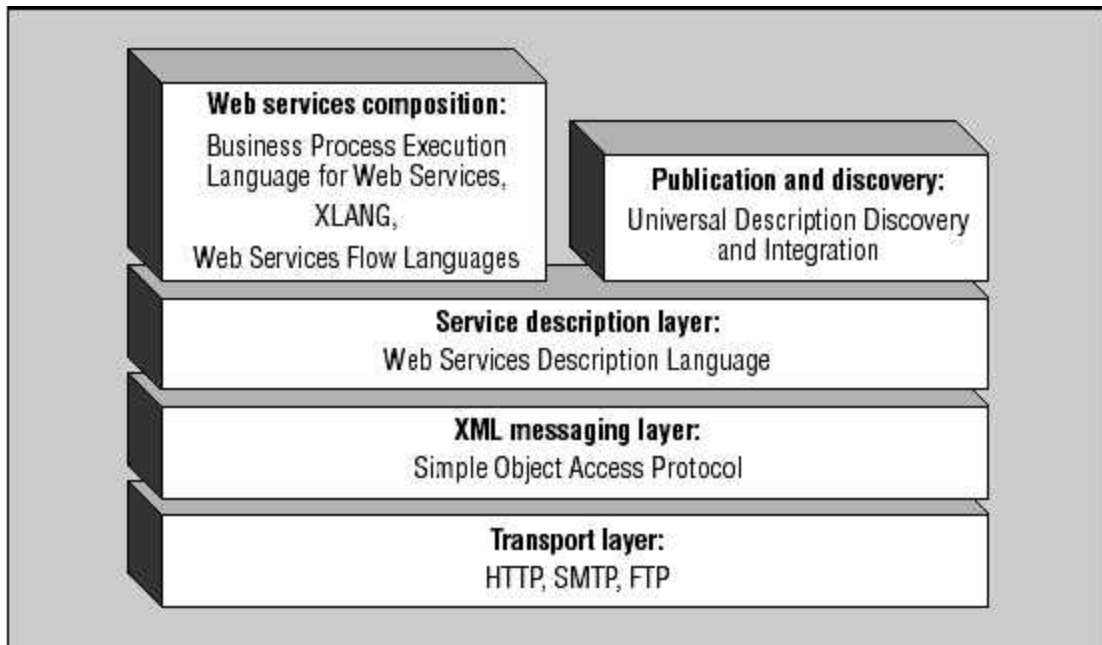 Web services composition:
Business Process Execution
Language for Web Services,
XLANG,
Web Services Flow Languages
Publication and discovery:
Universal Description Discovery
and Integration
Service description layer:
Web Services Description Language
XML messaging layer:
Simple Object Access Protocol
Transport layer:
HTTP, SMTP, FTP